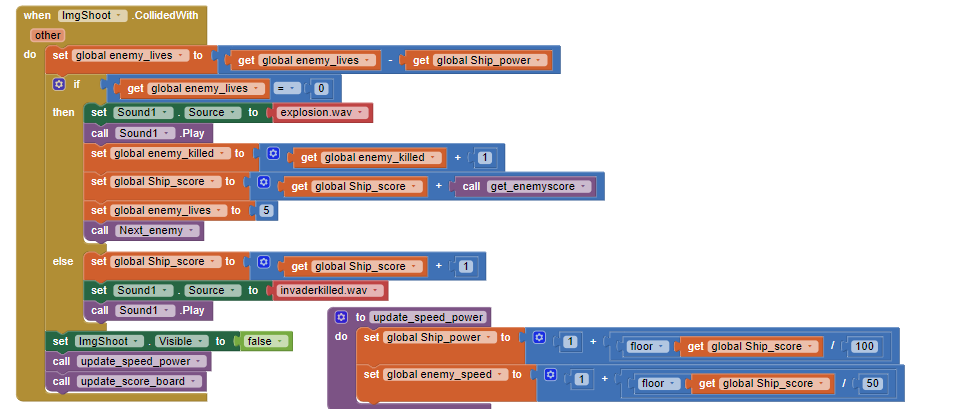 when ImgShoot .CollidedWith
other
do set global enemy_lives to get global enemy_lives - get global Ship_power
if get global enemy_lives = 0
then set Sound1 . Source to explosion.wav
call Sound1 .Play
set global enemy_killed to get global enemy_killed + 1
set global Ship_score to get global Ship_score + call get_enemyscore
set global enemy_lives to 5
call Next_enemy
else set global Ship_score to get global Ship_score + 1
set Sound1 . Source to invaderkilled.wav
call Sound1 .Play
set ImgShoot . Visible to false
call update_speed_power
call update_score_board
to update_speed_power
do set global Ship_power to 1 + floor get global Ship_score / 100
set global enemy_speed to 1 + floor get global Ship_score / 50